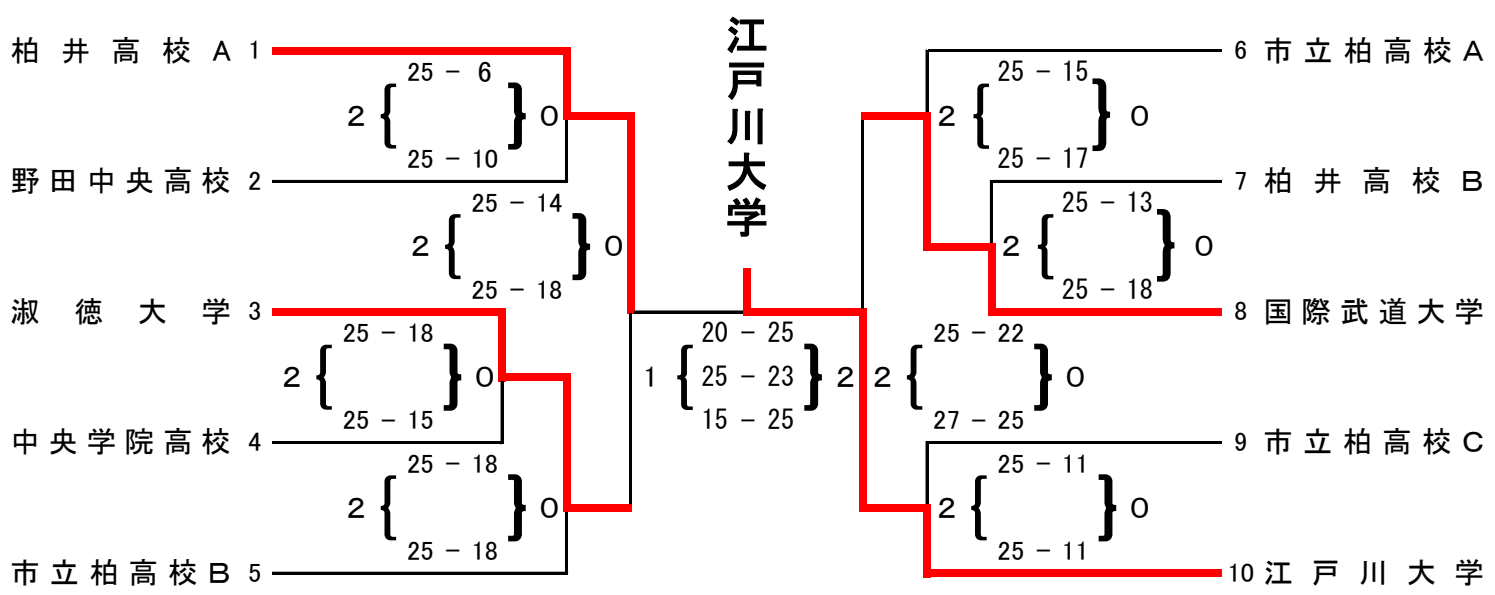 江戸川大学
柏井高校A 1
25 － 6
2 { } 0
25 － 10
野田中央高校 2
25 － 14
2 { } 0
25 － 18
淑徳大学 3
25 － 18
2 { } 0
25 － 15
中央学院高校 4
25 － 18
2 { } 0
25 － 18
市立柏高校B 5
20 － 25
1 { 25 － 23 } 2
15 － 25
6 市立柏高校A
25 － 15
2 { } 0
25 － 17
7 柏井高校B
25 － 13
2 { } 0
25 － 18
8 国際武道大学
25 － 22
2 { } 0
27 － 25
9 市立柏高校C
25 － 11
2 { } 0
25 － 11
10 江戸川大学